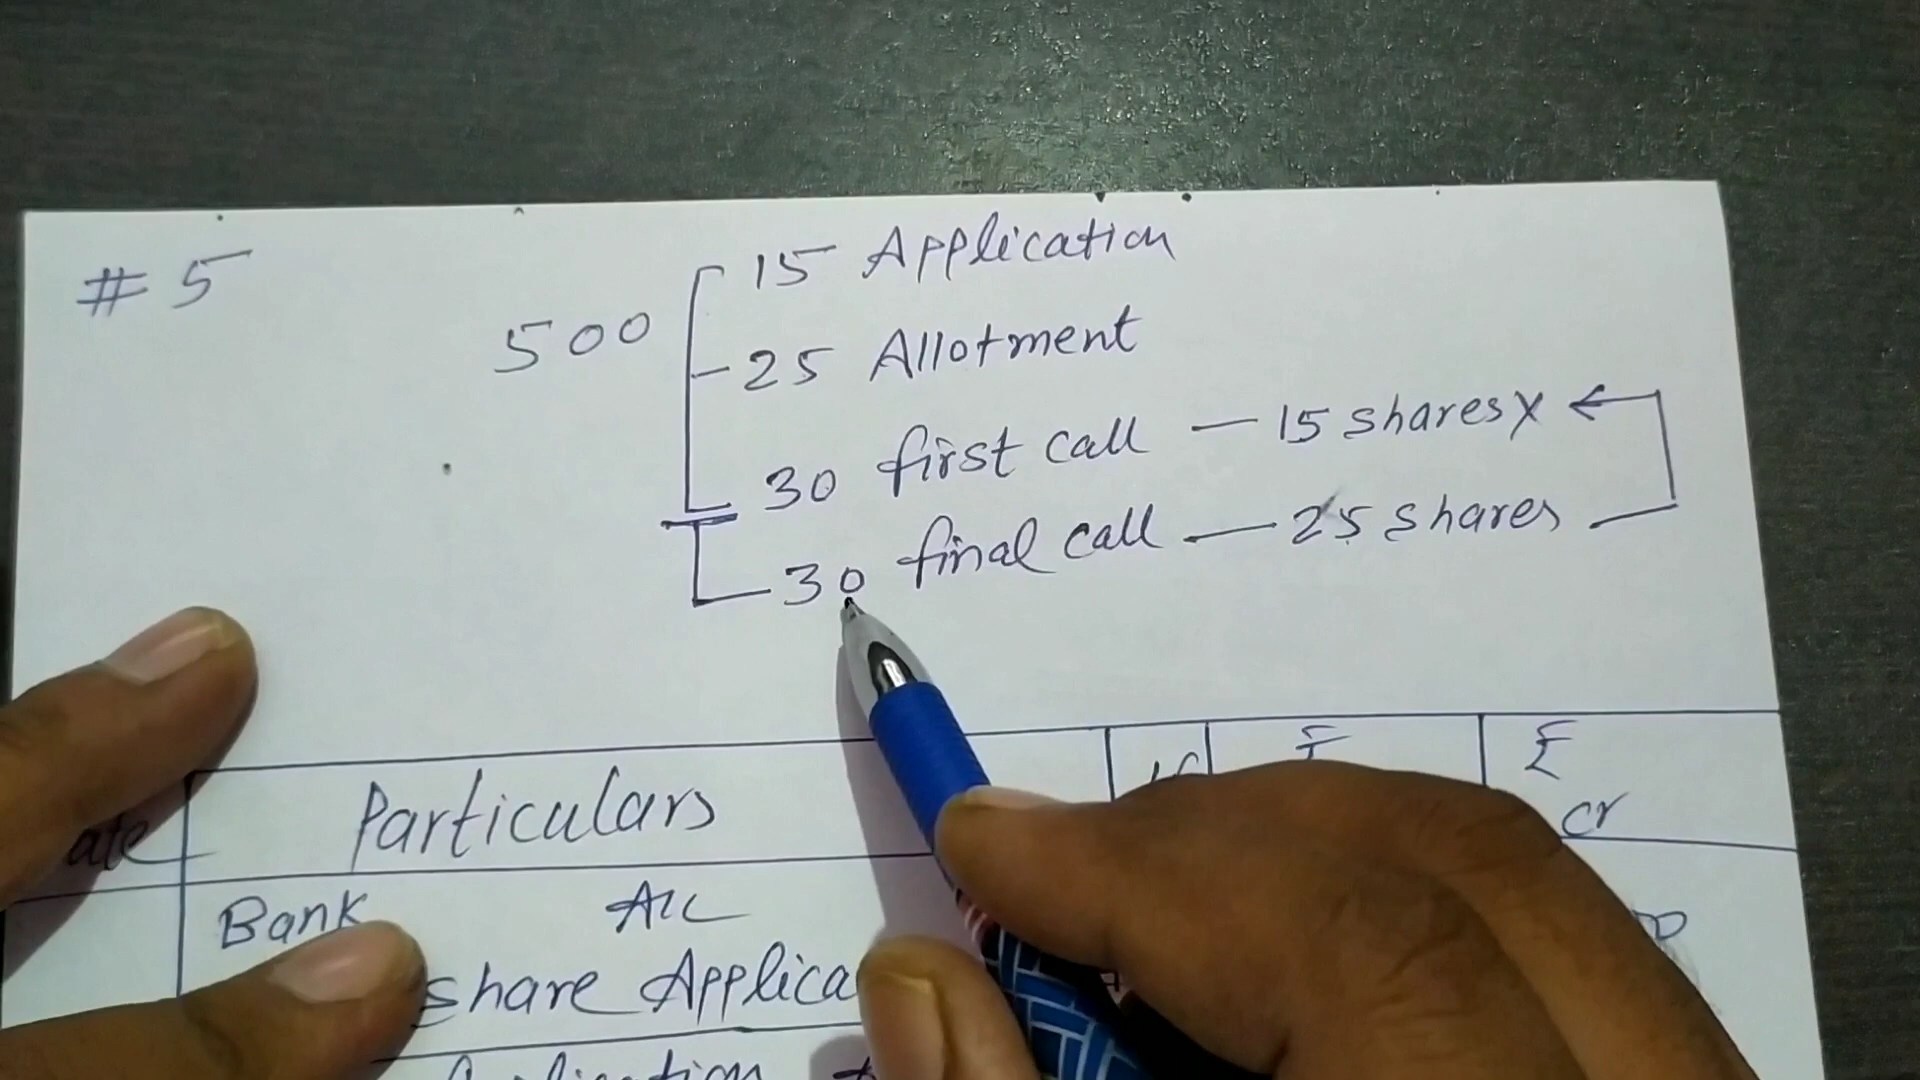 # 5
500
15 Application
25 Allotment
30 first call — 15 shares X
30 final call — 25 shares
ate Particulars ₹ ₹
cr
Bank A/c
share Applica